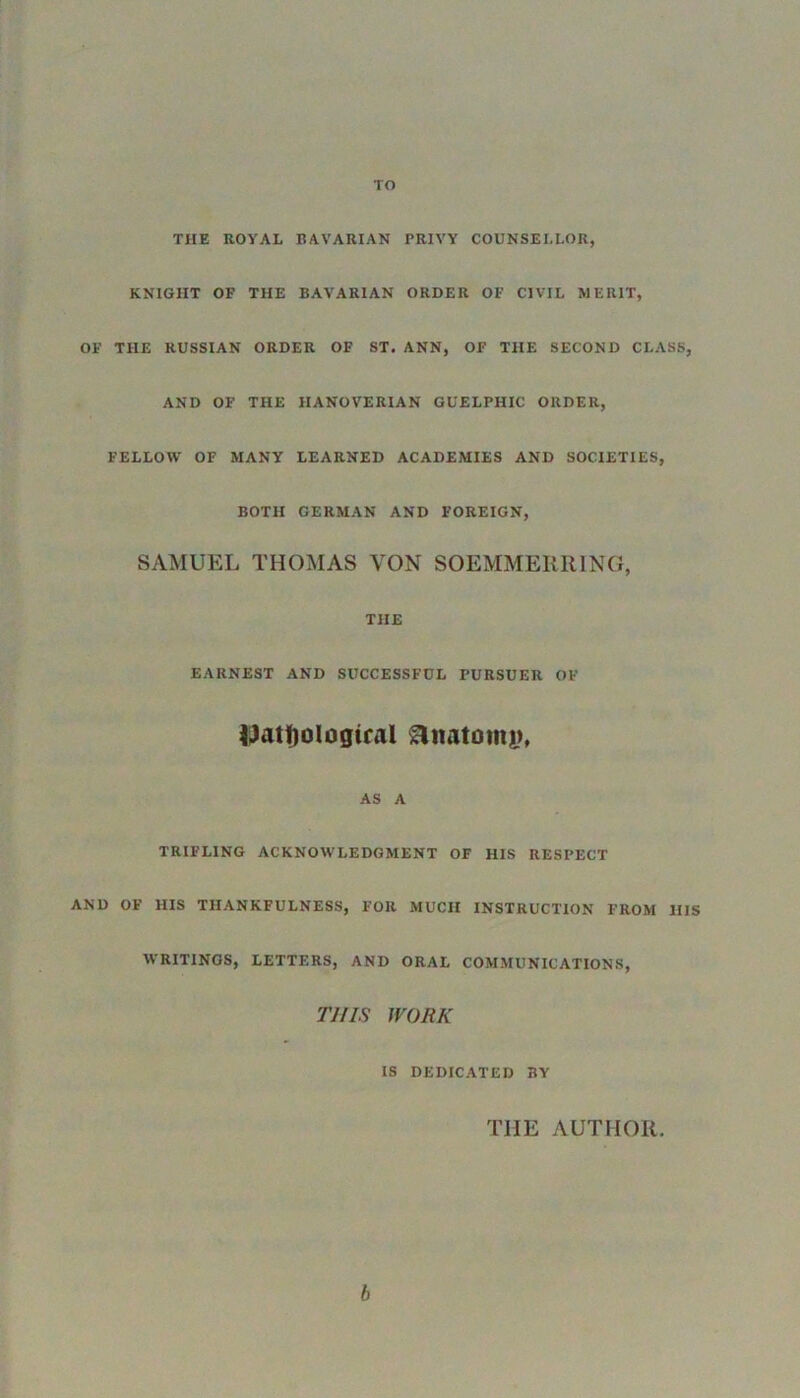 TO
THE ROYAL BAVARIAN PRIVY COUNSELLOR,
KNIGHT OF THE BAVARIAN ORDER OF CIVIL MERIT,
OF THE RUSSIAN ORDER OF ST. ANN, OF THE SECOND CLASS,
AND OF THE HANOVERIAN GUELPHIC ORDER,
FELLOW OF MANY LEARNED ACADEMIES AND SOCIETIES,
BOTH GERMAN AND FOREIGN,
SAMUEL THOMAS VON SOEMMERRING,
THE
EARNEST AND SUCCESSFUL PURSUER OF
Pathological Anatomy,
AS A
TRIFLING ACKNOWLEDGMENT OF HIS RESPECT
AND OF HIS THANKFULNESS, FOR MUCH INSTRUCTION FROM HIS
WRITINGS, LETTERS, AND ORAL COMMUNICATIONS,
THIS WORK
IS DEDICATED BY
THE AUTHOR.
b